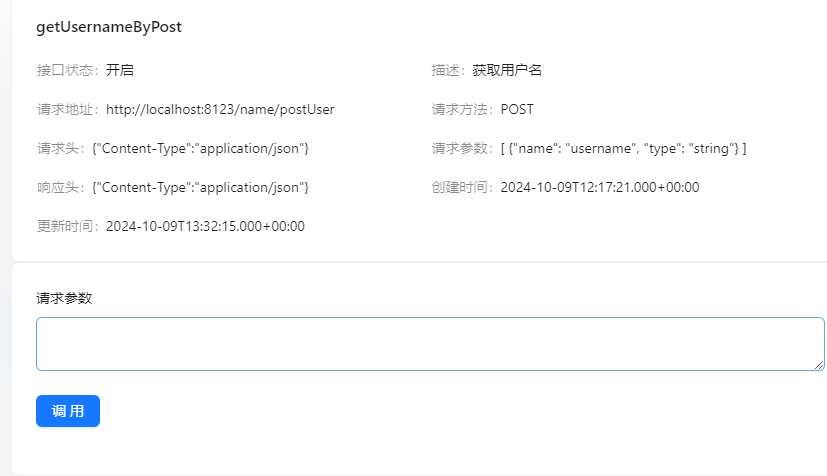 getUsernameByPost
接口状态：开启 描述：获取用户名
请求地址：http://localhost:8123/name/postUser 请求方法：POST
请求头：{"Content-Type":"application/json"} 请求参数：[ {"name": "username", "type": "string"} ]
响应头：{"Content-Type":"application/json"} 创建时间：2024-10-09T12:17:21.000+00:00
更新时间：2024-10-09T13:32:15.000+00:00
请求参数
调 用